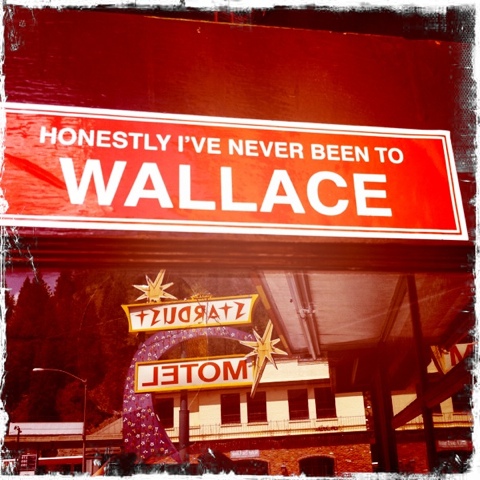 HONESTLY I'VE NEVER BEEN TO
WALLACE
STARDUST
MOTEL